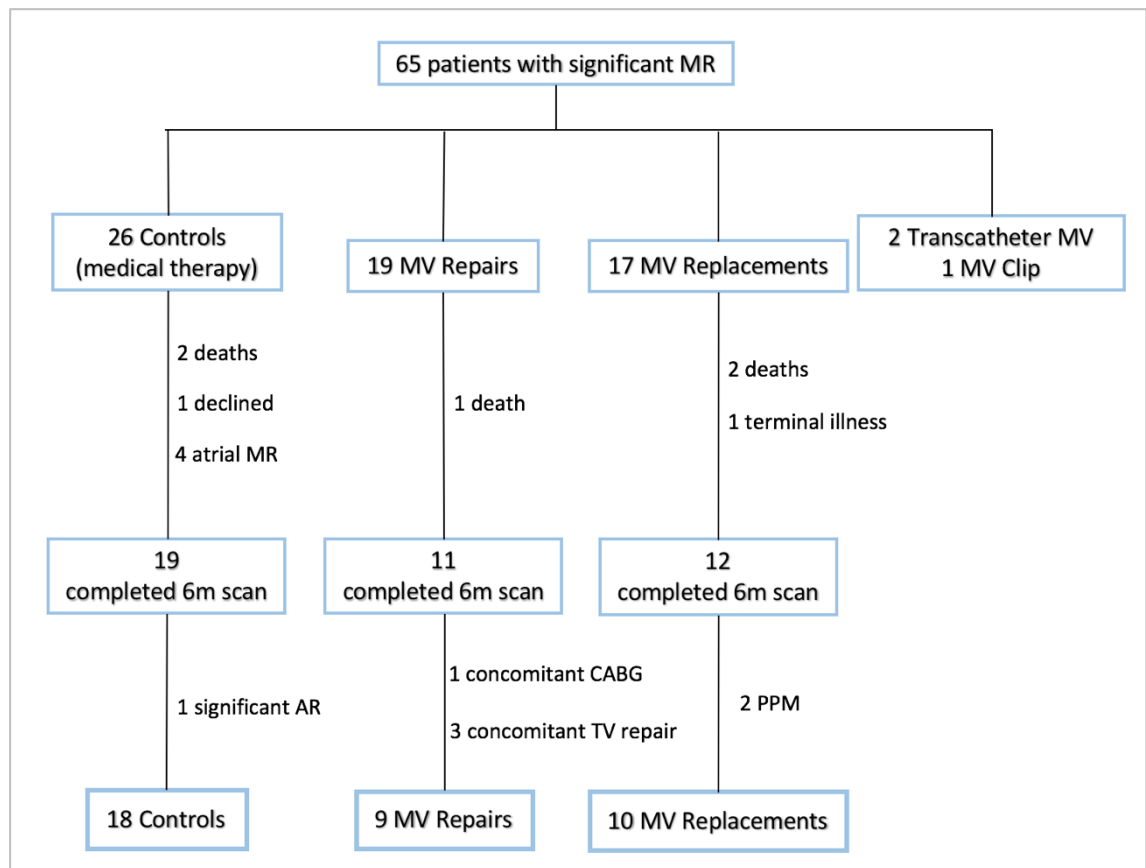 65 patients with significant MR
26 Controls
(medical therapy)
19 MV Repairs
17 MV Replacements
2 Transcatheter MV
1 MV Clip
2 deaths
1 declined
4 atrial MR
1 death
2 deaths
1 terminal illness
19
completed 6m scan
11
completed 6m scan
12
completed 6m scan
1 significant AR
1 concomitant CABG
3 concomitant TV repair
2 PPM
18 Controls
9 MV Repairs
10 MV Replacements